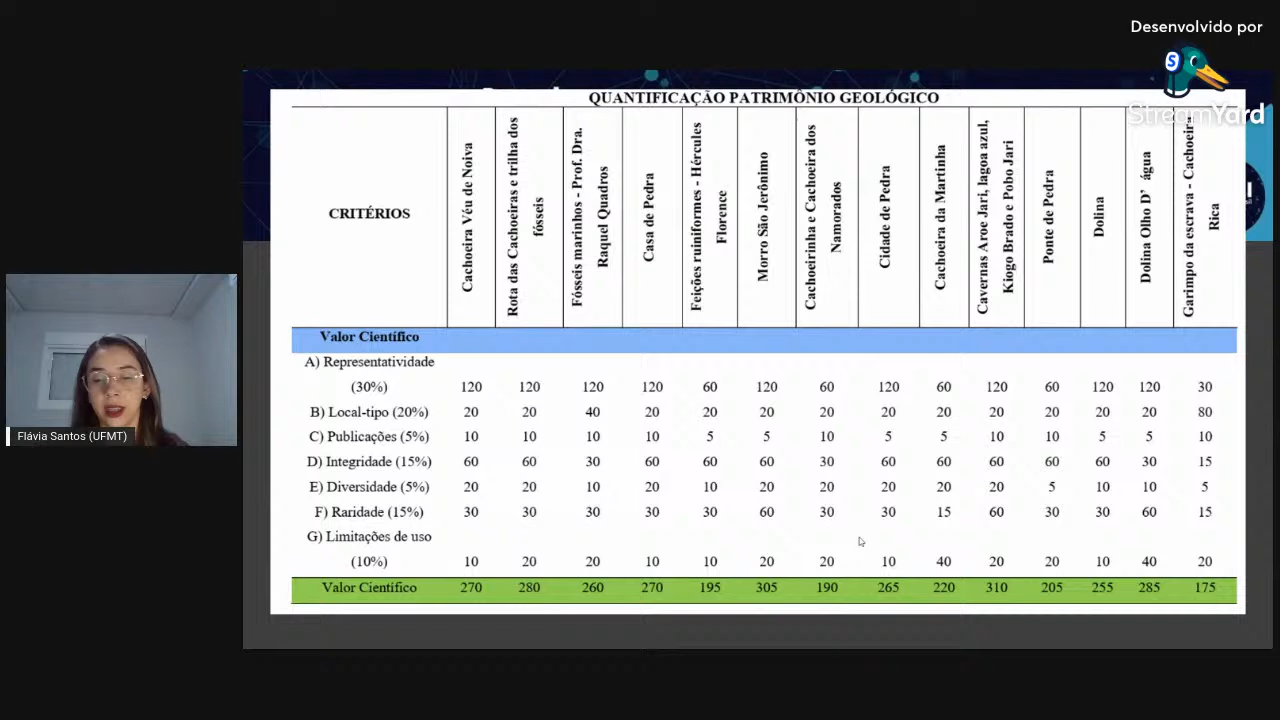 Desenvolvido por
StreamYard
QUANTIFICAÇÃO PATRIMÔNIO GEOLÓGICO
CRITÉRIOS
Cachoeira Véu de Noiva
Rota das Cachoeiras e trilha dos
fósseis
Fósseis marinhos - Prof. Dra.
Raquel Quadros
Casa de Pedra
Feições ruiniformes - Hércules
Florence
Morro São Jerônimo
Cachoeirinha e Cachoeira dos
Namorados
Cidade de Pedra
Cachoeira da Martinha
Cavernas Aroe Jari, lagoa azul,
Kiogo Brado e Pobo Jari
Ponte de Pedra
Dolina
Dolina Olho D’ água
Garimpo da escrava - Cachoeira
Rica
Valor Científico
A) Representatividade
(30%) 120 120 120 120 60 120 60 120 60 120 60 120 120 30
B) Local-tipo (20%) 20 20 40 20 20 20 20 20 20 20 20 20 20 80
C) Publicações (5%) 10 10 10 10 5 5 10 5 5 10 10 5 5 10
D) Integridade (15%) 60 60 30 60 60 60 30 60 60 60 60 60 30 15
E) Diversidade (5%) 20 20 10 20 10 20 20 20 20 20 5 10 10 5
F) Raridade (15%) 30 30 30 30 30 60 30 30 15 60 30 30 60 15
G) Limitações de uso
(10%) 10 20 20 10 10 20 20 10 40 20 20 10 40 20
Valor Científico 270 280 260 270 195 305 190 265 220 310 205 255 285 175
Flávia Santos (UFMT)